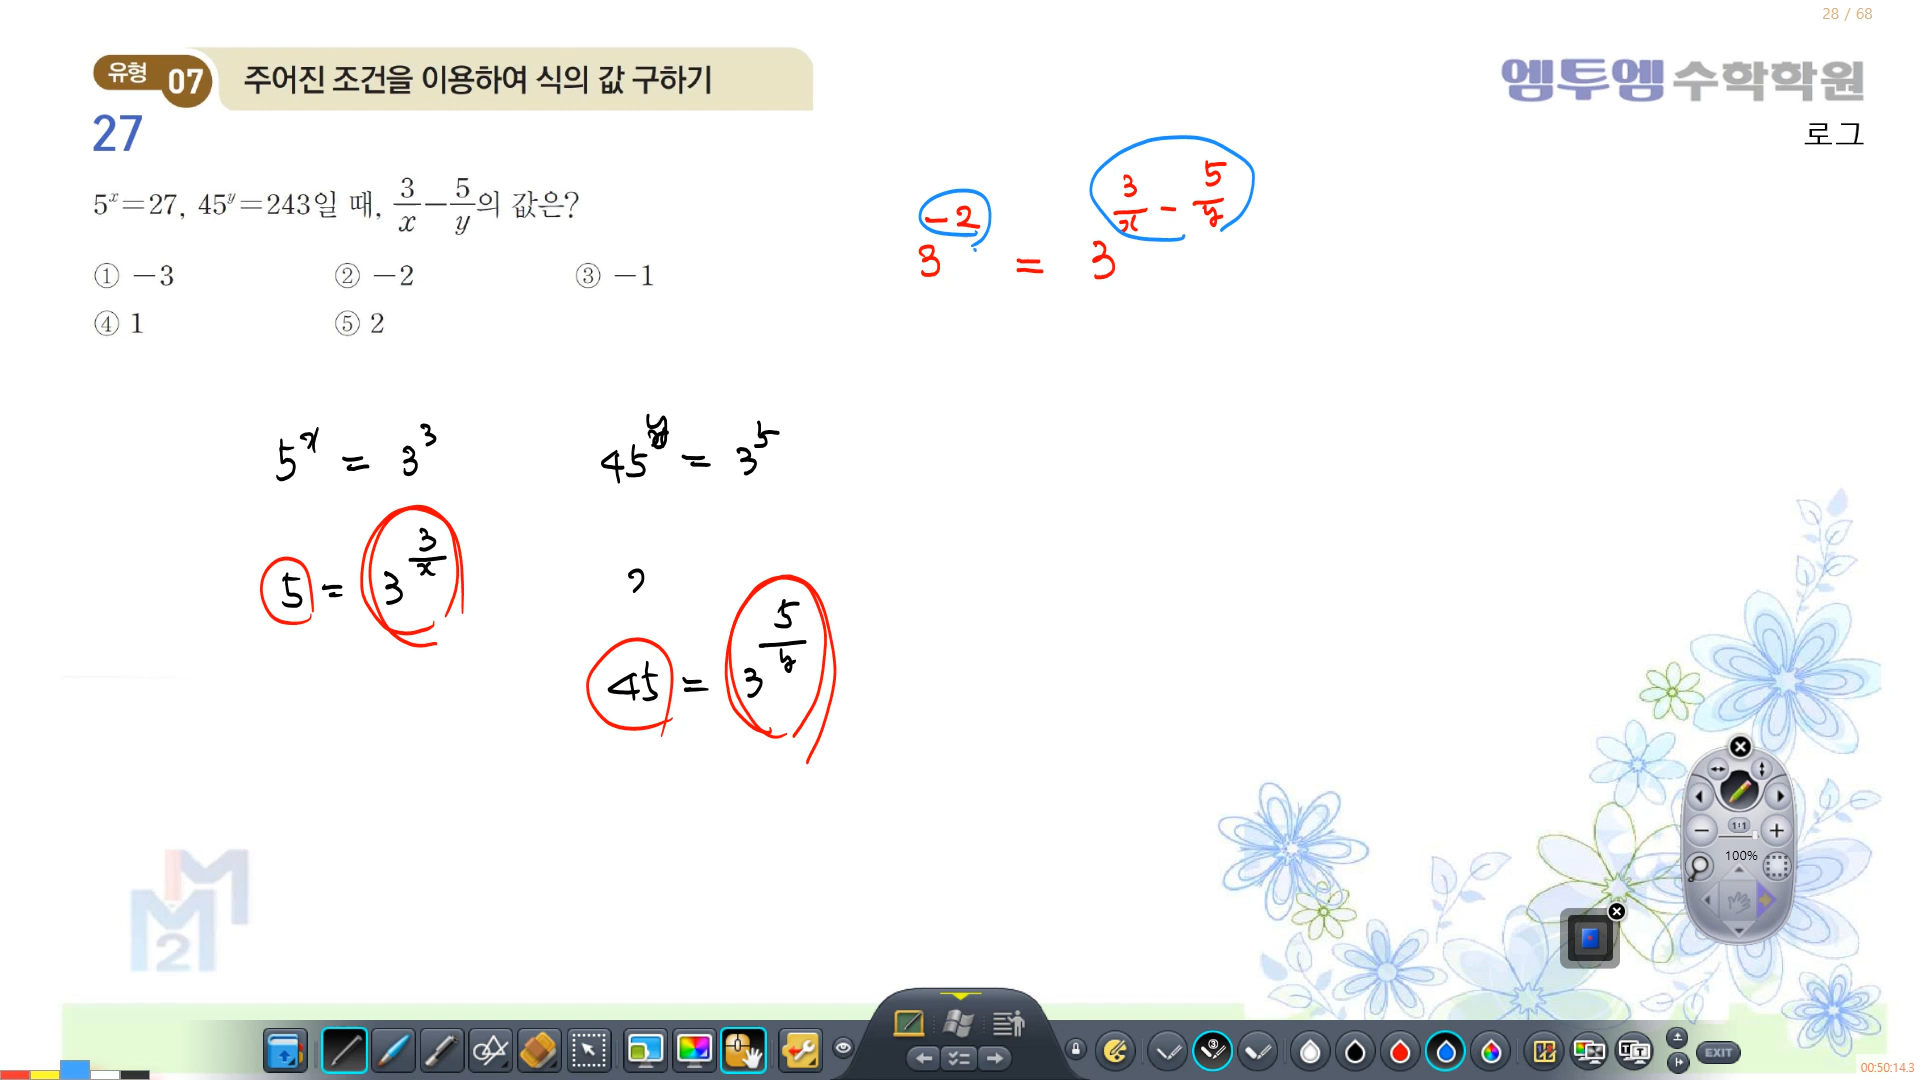 28 / 68
유형 07 주어진 조건을 이용하여 식의 값 구하기
엠투엠수학학원
로그
27
5^x=27, 45^y=243일 때, 3/x−5/y의 값은?
① −3 ② −2 ③ −1
④ 1 ⑤ 2
3^-2 = 3^(3/x - 5/y)
5^x = 3^3 45^y = 3^5
5 = 3^(3/x) ,
45 = 3^(5/y)
M
M
2
1:1
100%
EXIT
00:50:14.3